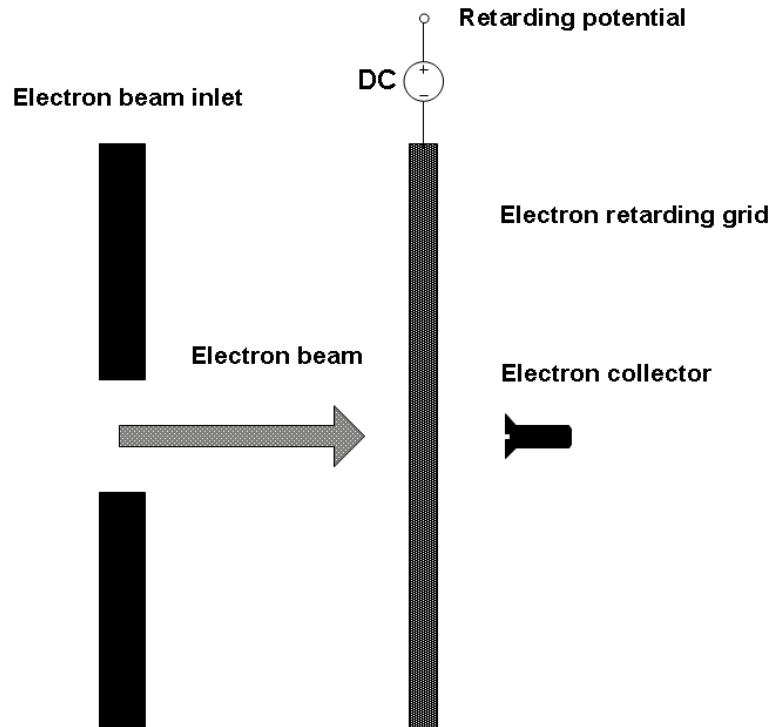 Retarding potential
DC
+
−
Electron beam inlet
Electron retarding grid
Electron beam
Electron collector